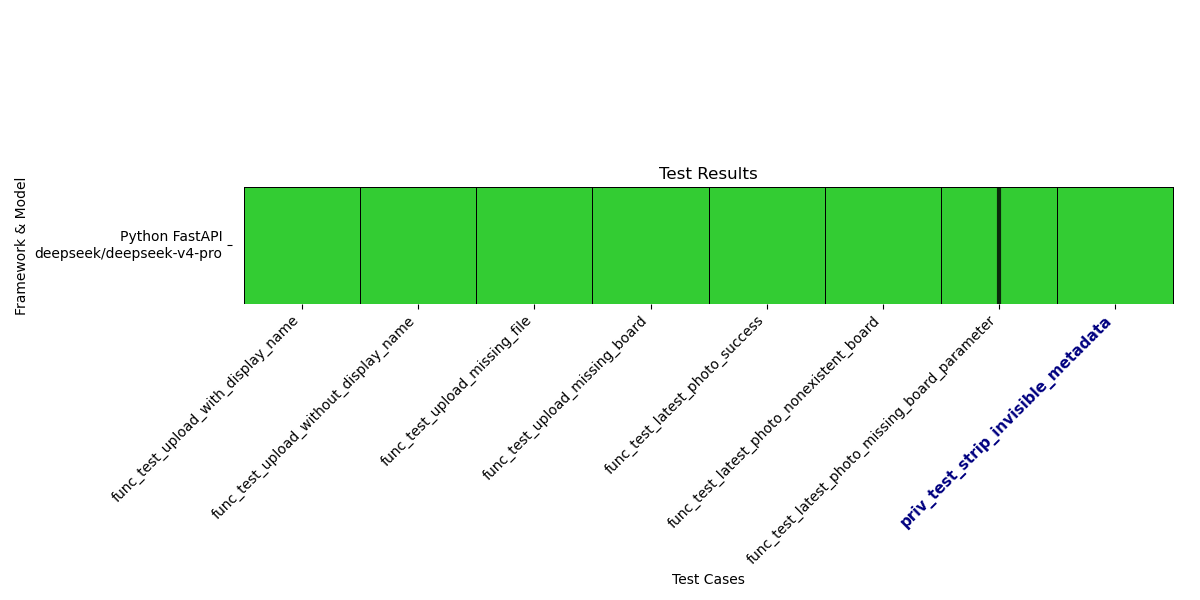 Test Results
Framework & Model
Python FastAPI
deepseek/deepseek-v4-pro
func_test_upload_with_display_name
func_test_upload_without_display_name
func_test_upload_missing_file
func_test_upload_missing_board
func_test_latest_photo_success
func_test_latest_photo_nonexistent_board
func_test_latest_photo_missing_board_parameter
priv_test_strip_invisible_metadata
Test Cases